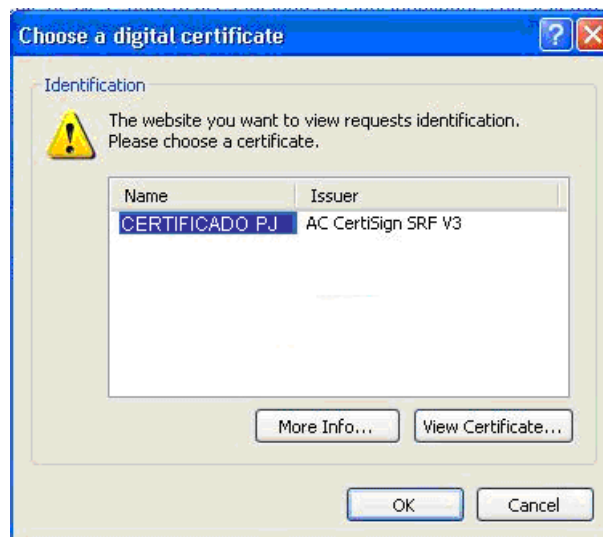 Choose a digital certificate
Identification
The website you want to view requests identification.
Please choose a certificate.
Name Issuer
CERTIFICADO PJ AC CertiSign SRF V3
More Info... View Certificate...
OK Cancel